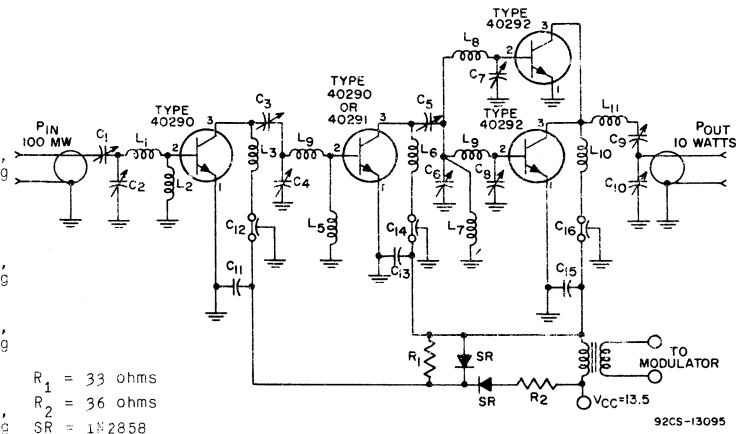 TYPE
40292
L8
3
2
C7
1
TYPE
40290
OR
40291
C3
C5
TYPE
40290
TYPE
40292
L11
PIN
100 MW
C1
L1
3
2
L3
L9
3
2
L6
L9
3
2
L10
C9
POUT
10 WATTS
C2
L2
1
C4
C6
C8
1
C10
L5
1
L7
C12
C14
C16
C11
C13
C15
R1
SR
TO
MODULATOR
SR
R2
VCC=13.5
R1 = 33 ohms
R2 = 36 ohms
SR = 1N2858
92CS-13095
, g
, g
, g
, g